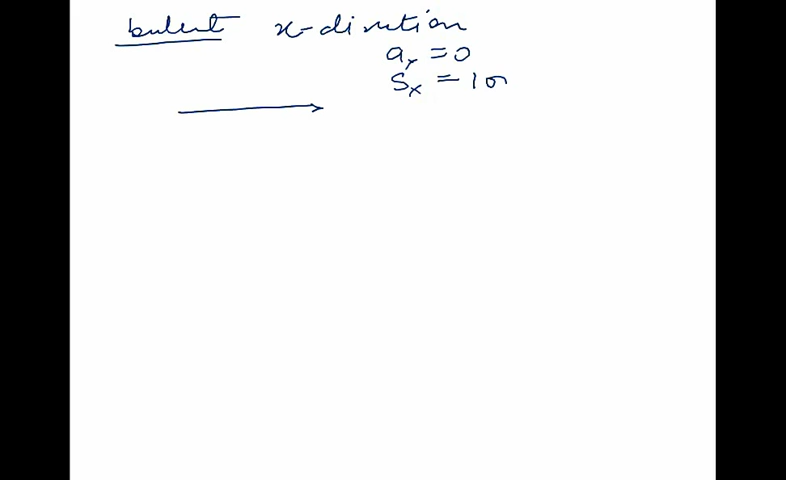 bullet x-direction
aₓ = 0
Sₓ = 10